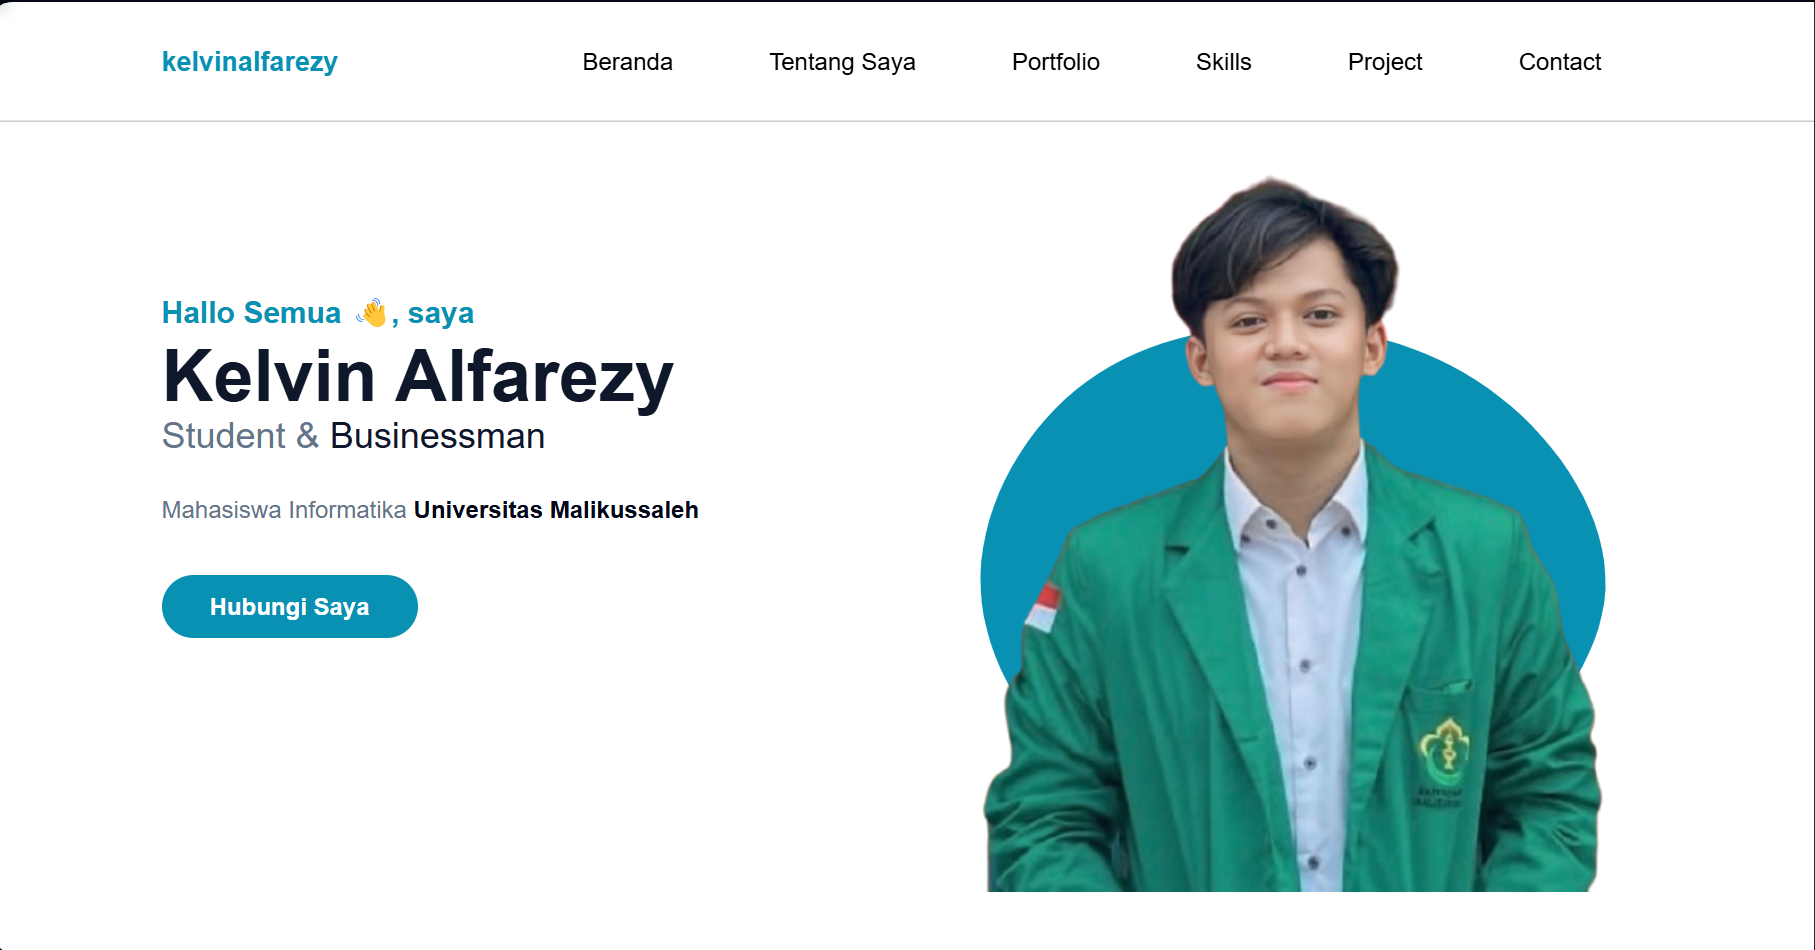 kelvinalfarezy
Beranda
Tentang Saya
Portfolio
Skills
Project
Contact
Hallo Semua 👋, saya
Kelvin Alfarezy
Student & Businessman
Mahasiswa Informatika Universitas Malikussaleh
Hubungi Saya